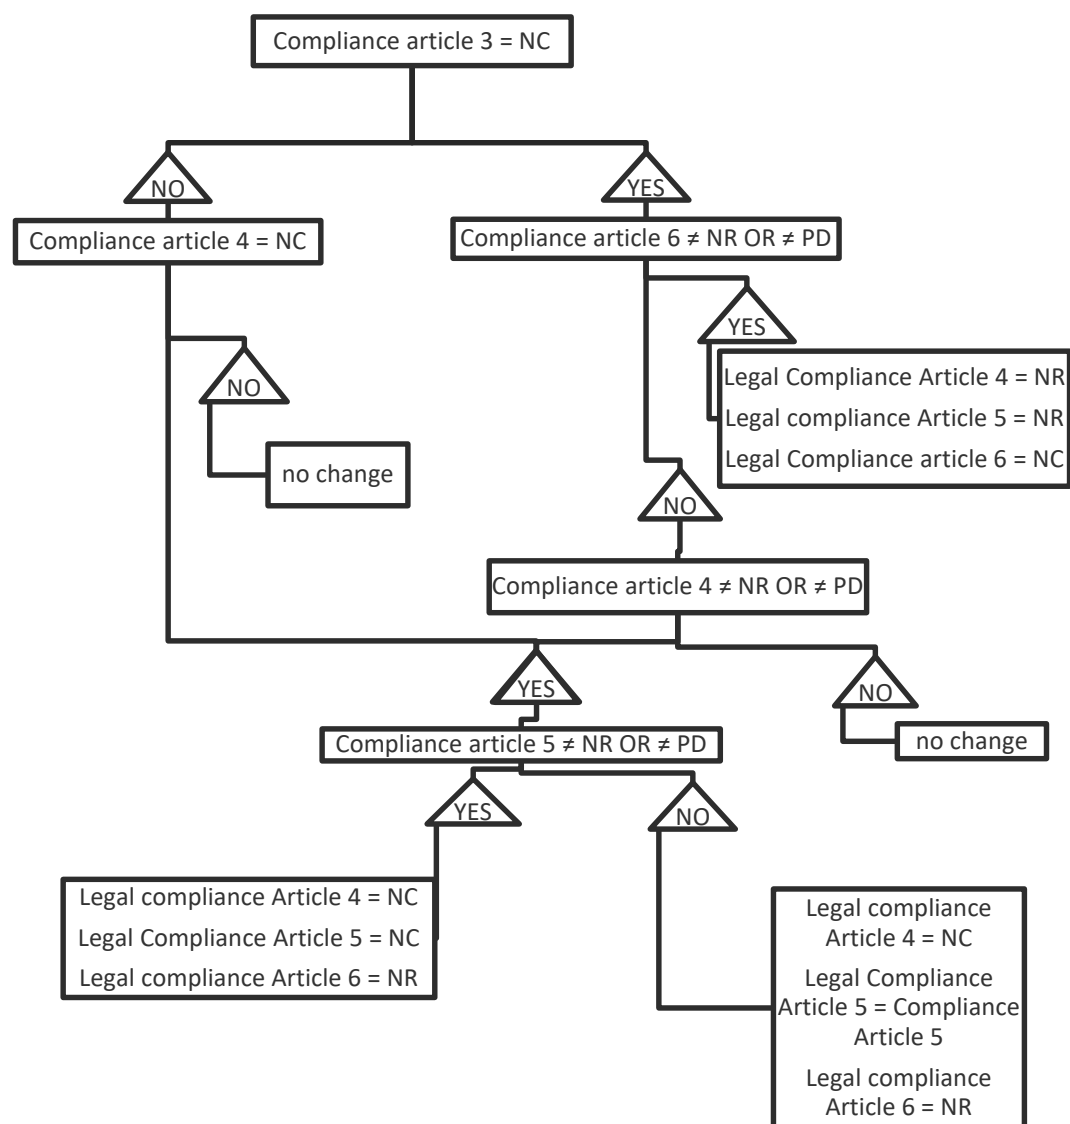 Compliance article 3 = NC
NO
YES
Compliance article 4 = NC
Compliance article 6 ≠ NR OR ≠ PD
YES
NO
Legal Compliance Article 4 = NR
Legal compliance Article 5 = NR
Legal Compliance article 6 = NC
no change
NO
Compliance article 4 ≠ NR OR ≠ PD
YES
NO
Compliance article 5 ≠ NR OR ≠ PD
no change
YES
NO
Legal compliance Article 4 = NC
Legal Compliance Article 5 = NC
Legal compliance Article 6 = NR
Legal compliance
Article 4 = NC
Legal Compliance
Article 5 = Compliance
Article 5
Legal compliance
Article 6 = NR